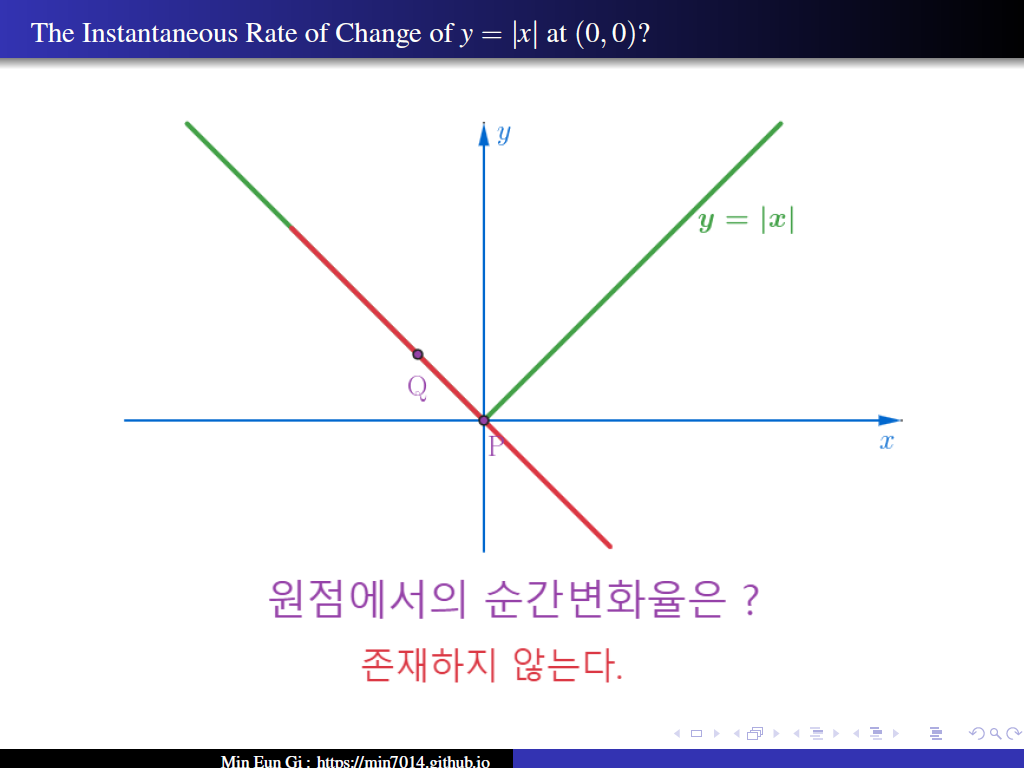 The Instantaneous Rate of Change of y = |x| at (0, 0)?
y
y = |x|
Q
x
P
원점에서의 순간변화율은 ?
존재하지 않는다.
Min Eun Gi : https://min7014.github.io